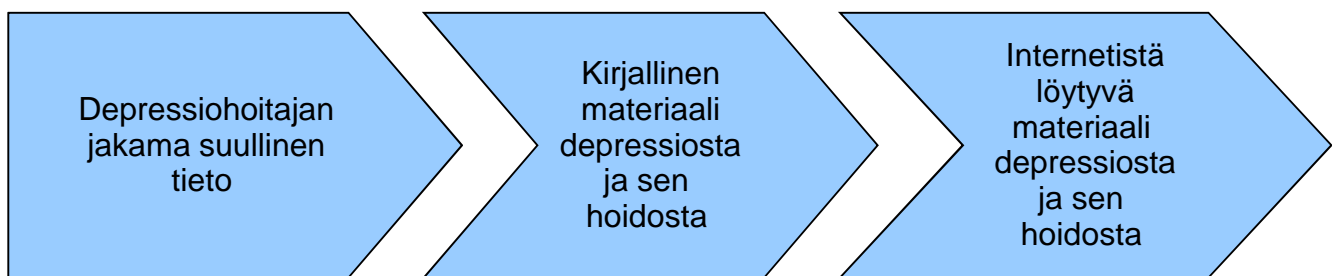 Depressiohoitajan
jakama suullinen
tieto
Kirjallinen
materiaali
depressiosta
ja sen
hoidosta
Internetistä
löytyvä
materiaali
depressiosta
ja sen
hoidosta